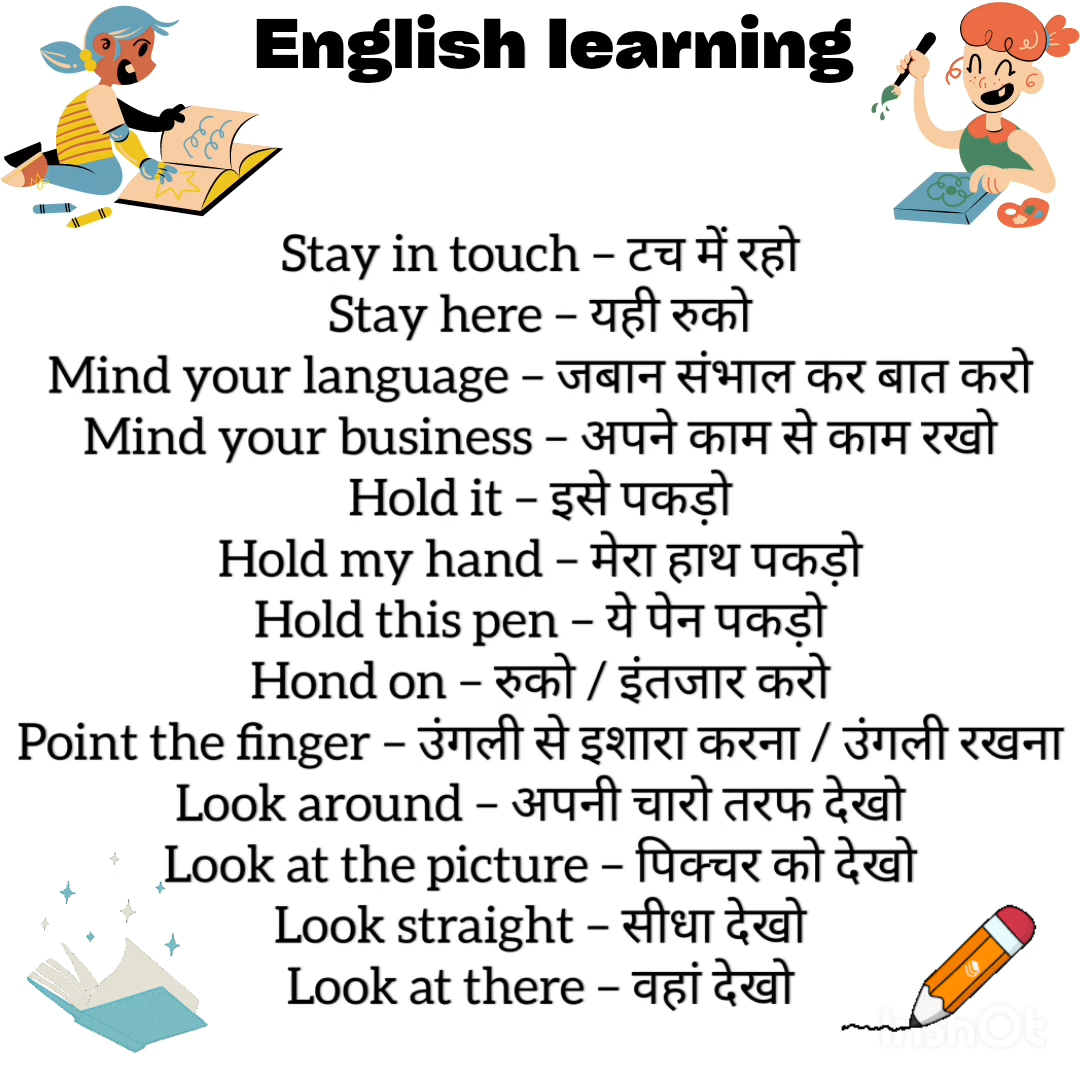 English learning
Stay in touch – टच में रहो
Stay here – यही रुको
Mind your language – जबान संभाल कर बात करो
Mind your business – अपने काम से काम रखो
Hold it – इसे पकड़ो
Hold my hand – मेरा हाथ पकड़ो
Hold this pen – ये पेन पकड़ो
Hond on – रुको / इंतजार करो
Point the finger – उंगली से इशारा करना / उंगली रखना
Look around – अपनी चारो तरफ देखो
Look at the picture – पिक्चर को देखो
Look straight – सीधा देखो
Look at there – वहां देखो
InShOt